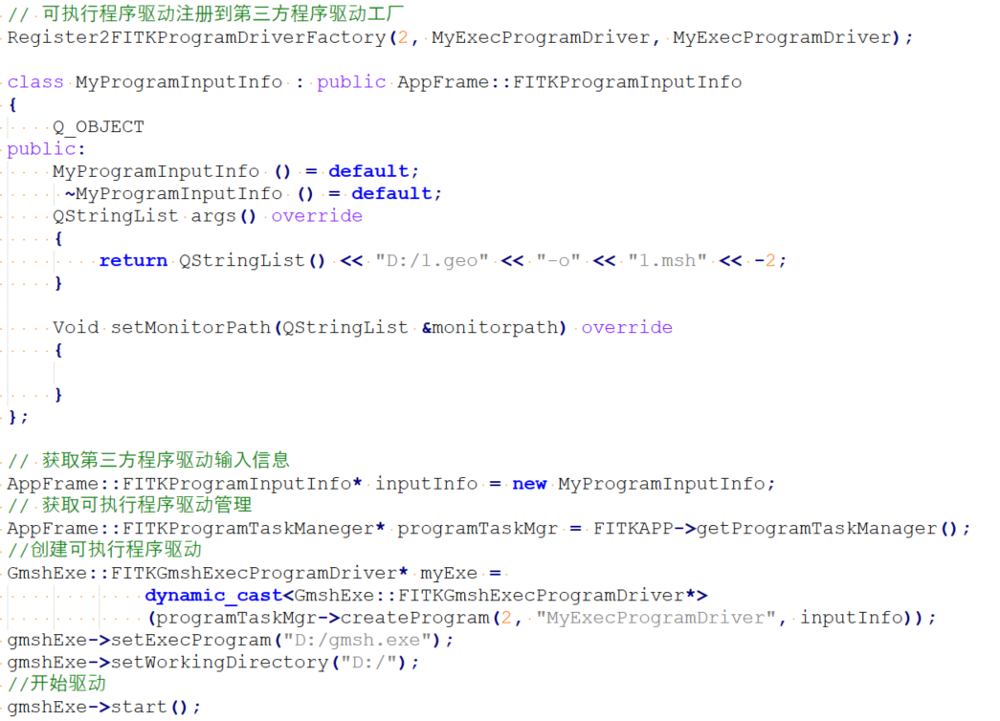 // 可执行程序驱动注册到第三方程序驱动工厂
Register2FITKProgramDriverFactory(2, MyExecProgramDriver, MyExecProgramDriver);
class MyProgramInputInfo : public AppFrame::FITKProgramInputInfo
{
    Q_OBJECT
public:
    MyProgramInputInfo () = default;
     ~MyProgramInputInfo () = default;
    QStringList args() override
    {
        return QStringList() << "D:/1.geo" << "-o" << "1.msh" << -2;
    }
    Void setMonitorPath(QStringList &monitorpath) override
    {
    }
};
// 获取第三方程序驱动输入信息
AppFrame::FITKProgramInputInfo* inputInfo = new MyProgramInputInfo;
// 获取可执行程序驱动管理
AppFrame::FITKProgramTaskManeger* programTaskMgr = FITKAPP->getProgramTaskManager();
//创建可执行程序驱动
GmshExe::FITKGmshExecProgramDriver* myExe =
            dynamic_cast<GmshExe::FITKGmshExecProgramDriver*>
            (programTaskMgr->createProgram(2, "MyExecProgramDriver", inputInfo));
gmshExe->setExecProgram("D:/gmsh.exe");
gmshExe->setWorkingDirectory("D:/");
//开始驱动
gmshExe->start();